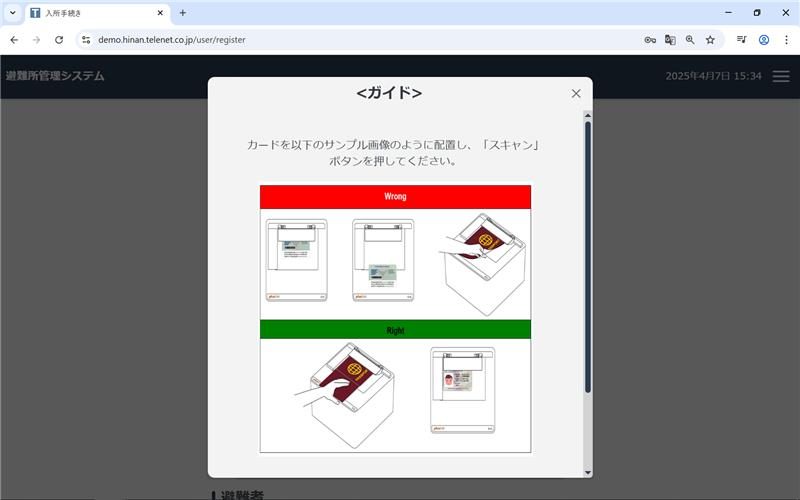 入所手続き
demo.hinan.telenet.co.jp/user/register
避難所管理システム
2025年4月7日 15:34
<ガイド>
カードを以下のサンプル画像のように配置し、「スキャン」
ボタンを押してください。
Wrong
Right
避難者